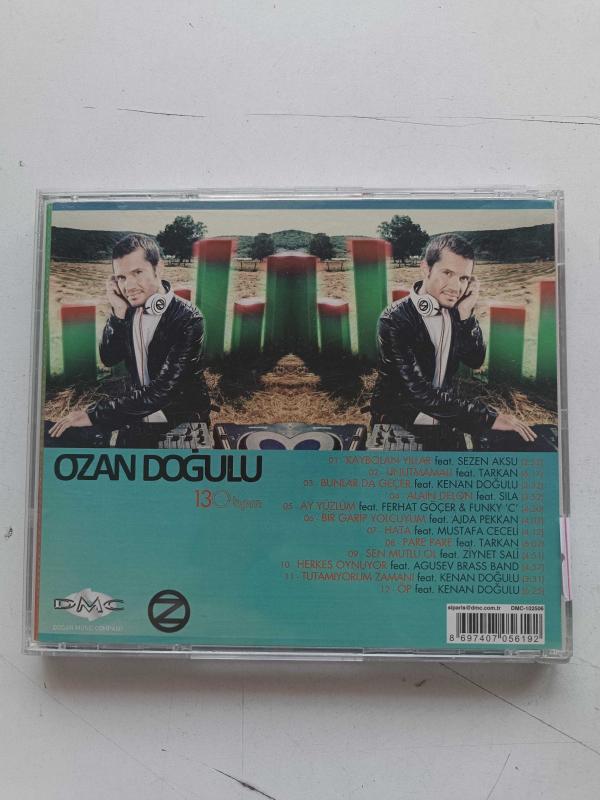 OZAN DOĞULU
130 bpm
01 - KAYBOLAN YILLAR feat. SEZEN AKSU
02 - UNUTMAMALI feat. TARKAN
03 - BUNLAR DA GEÇER feat. KENAN DOĞULU
04 - ALAIN DELON feat. SILA
05 - AY YÜZLÜM feat. FERHAT GÖÇER & FUNKY 'C'
06 - BİR GARİP YOLCUYUM feat. AJDA PEKKAN
07 - HATA feat. MUSTAFA CECELİ
08 - PARE PARE feat. TARKAN
09 - SEN MUTLU OL feat. ZİYNET SALİ
10 - HERKES OYNUYOR feat. AGUSEV BRASS BAND
11 - TUTAMIYORUM ZAMANI feat. KENAN DOĞULU
12 - ÖP feat. KENAN DOĞULU
DMC
DOGAN MUSIC COMPANY
siparis@dmc.com.tr DMC-102506
8 697407 056192